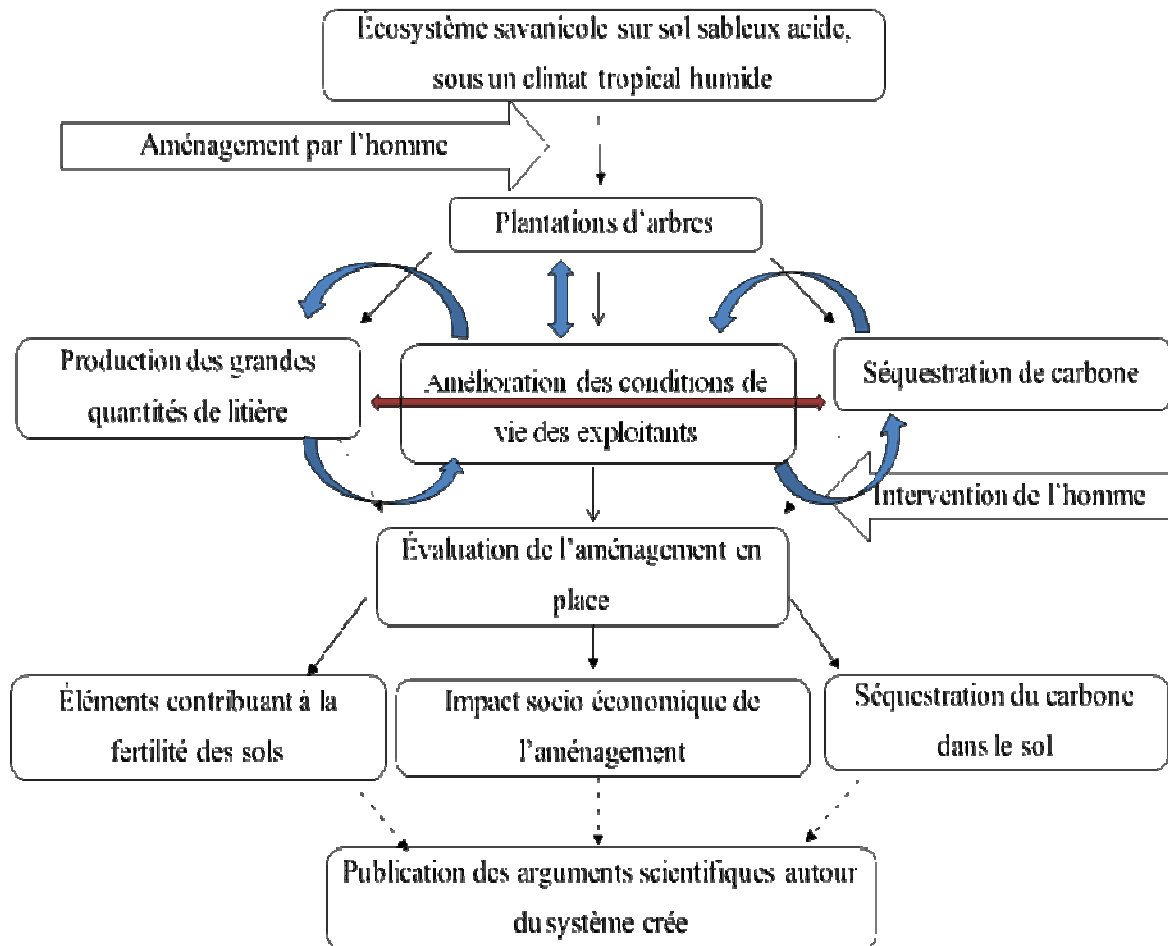 Écosystème savanicole sur sol sableux acide,
sous un climat tropical humide
Aménagement par l'homme
Plantations d'arbres
Production des grandes
quantités de litière
Amélioration des conditions de
vie des exploitants
Séquestration de carbone
Intervention de l'homme
Évaluation de l'aménagement en
place
Éléments contribuant à la
fertilité des sols
Impact socio économique de
l'aménagement
Séquestration du carbone
dans le sol
Publication des arguments scientifiques autour
du système crée